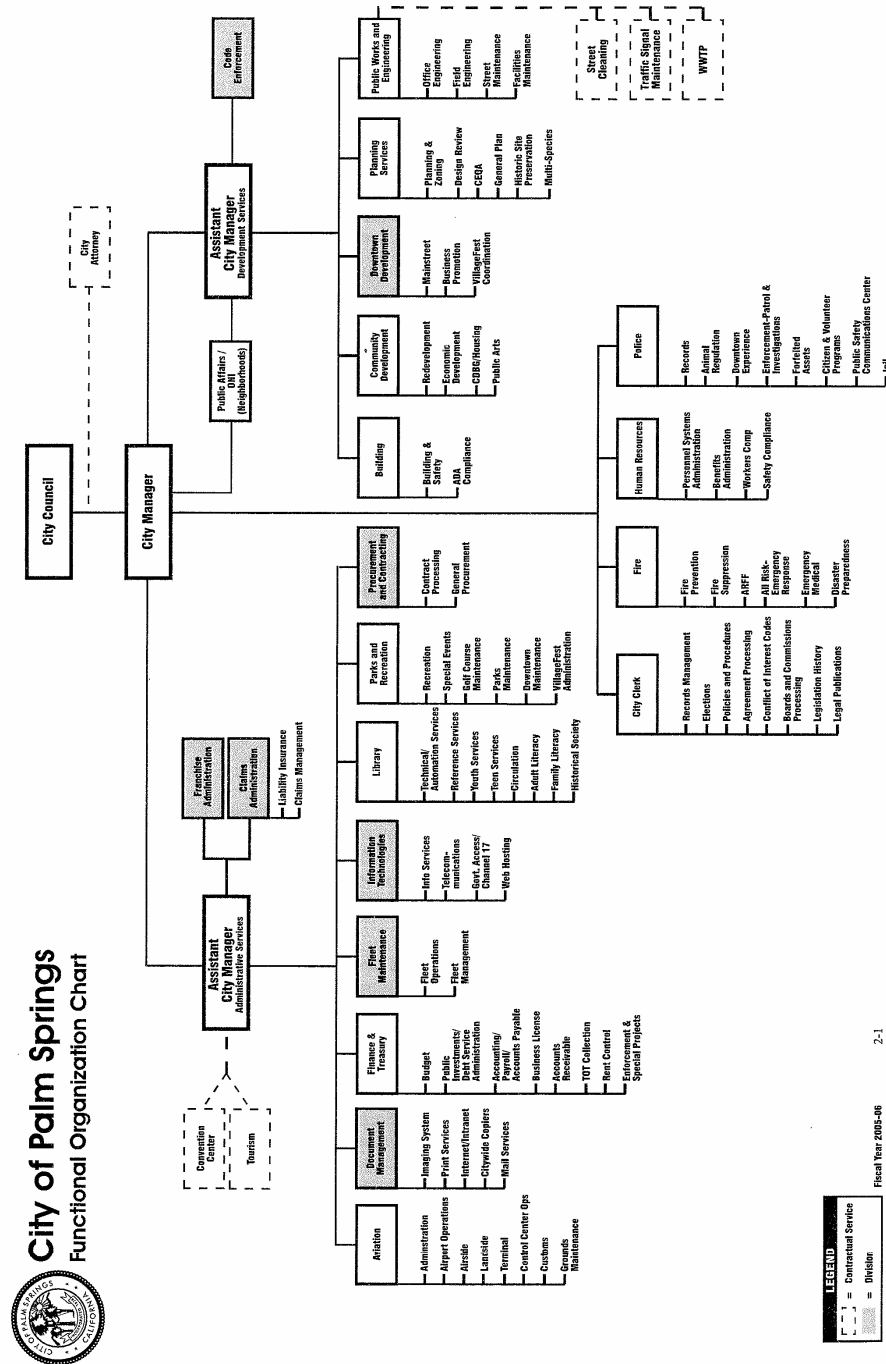 City of Palm Springs
Functional Organization Chart
CITY OF PALM SPRINGS
CALIFORNIA
City Council
City
Attorney
City Manager
Public Affairs /
ONI
(Neighborhoods)
Assistant
City Manager
Administrative Services
Convention
Center
Tourism
Franchise
Administration
Claims
Administration
Liability Insurance
Claims Management
Assistant
City Manager
Development Services
Code
Enforcement
Ariation
Adminstration
Airport Operations
Airside
Landside
Terminal
Control Center Ops
Customs
Grounds
Maintenance
Document
Management
Imaging System
Print Services
Internet/Intranet
Citywide Copiers
Mail Services
Finance &
Treasury
Budget
Public
Investments/
Debt Service
Administration
Accounting/
Payroll/
Accounts Payable
Business License
Accounts
Receivable
TOT Collection
Rent Control
Enforcement &
Special Projects
Fleet
Maintenance
Fleet
Operations
Fleet
Management
Information
Technologies
Info Services
Telecom-
munications
Govt. Access/
Channel 17
Web Hosting
Library
Technical/
Automation Services
Reference Services
Youth Services
Teen Services
Circulation
Adult Literacy
Family Literacy
Historical Society
Parks and
Recreation
Recreation
Special Events
Golf Course
Maintenance
Parks
Maintenance
Downtown
Maintenance
VillageFest
Administration
Procurement
and Contracting
Contract
Processing
General
Procurement
Building
Building &
Safety
ADA
Compliance
Community
Development
Redevelopment
Economic
Development
CDBG/Housing
Public Arts
Downtown
Development
Mainstreet
Business
Promotion
VillageFest
Coordination
Planning
Services
Planning &
Zoning
Design Review
CEQA
General Plan
Historic Site
Preservation
Multi-Species
Public Works and
Engineering
Office
Engineering
Field
Engineering
Street
Maintenance
Facilities
Maintenance
Street
Cleaning
Traffic Signal
Maintenance
WWTP
City Clerk
Records Management
Elections
Policies and Procedures
Agreement Processing
Conflict of Interest Codes
Boards and Commissions
Processing
Legislation History
Legal Publications
Fire
Fire
Prevention
Fire
Suppression
ARFF
All Risk-
Emergency
Response
Emergency
Medical
Disaster
Preparedness
Human Resources
Personnel Systems
Administration
Benefits
Administration
Workers Comp
Safety Compliance
Police
Records
Animal
Regulation
Downtown
Experience
Enforcement-Patrol &
Investigations
Forfeited
Assets
Citizen & Volunteer
Programs
Public Safety
Communications Center
LEGEND
= Contractual Service
= Division
Fiscal Year 2005-06
2-1